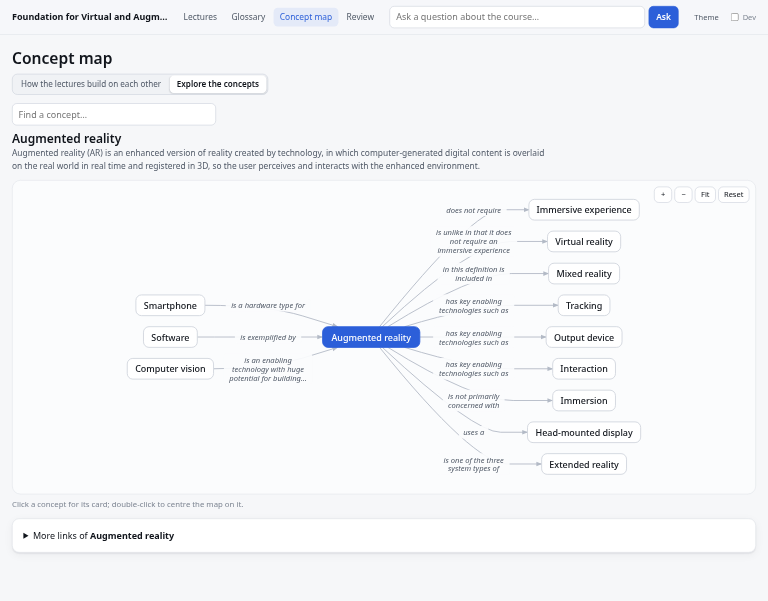 Foundation for Virtual and Augm... Lectures Glossary Concept map Review Ask a question about the course... Ask Theme Dev
Concept map
How the lectures build on each other Explore the concepts
Find a concept...
Augmented reality
Augmented reality (AR) is an enhanced version of reality created by technology, in which computer-generated digital content is overlaid
on the real world in real time and registered in 3D, so the user perceives and interacts with the enhanced environment.
+ − Fit Reset
does not require
Immersive experience
is unlike in that it does
not require an
immersive experience
Virtual reality
in this definition is
included in
Mixed reality
Smartphone
is a hardware type for
has key enabling
technologies such as
Tracking
Software
is exemplified by
Augmented reality
has key enabling
technologies such as
Output device
Computer vision
is an enabling
technology with huge
potential for building...
has key enabling
technologies such as
Interaction
is not primarily
concerned with
Immersion
uses a
Head-mounted display
is one of the three
system types of
Extended reality
Click a concept for its card; double-click to centre the map on it.
More links of Augmented reality